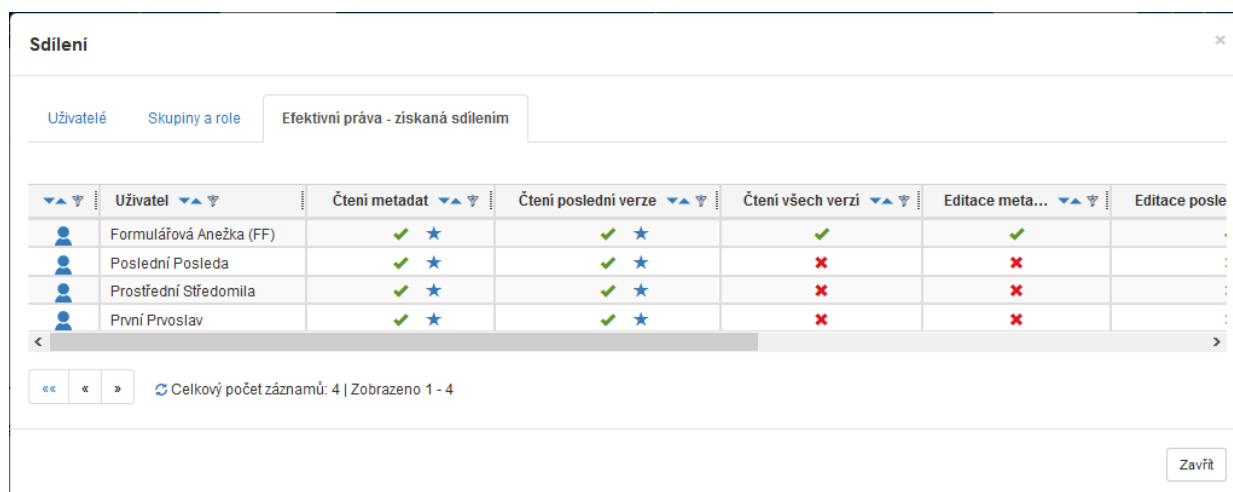 Sdílení
×
Uživatelé Skupiny a role Efektivní práva - získaná sdílením
Uživatel Čtení metadat Čtení poslední verze Čtení všech verzí Editace meta... Editace posle
Formulářová Anežka (FF)
Poslední Posleda
Prostřední Středomila
První Prvoslav
«« « » Celkový počet záznamů: 4 | Zobrazeno 1 - 4
Zavřít